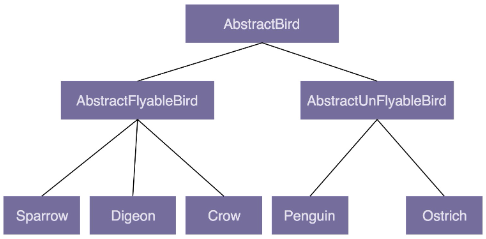 AbstractBird
AbstractFlyableBird
AbstractUnFlyableBird
Sparrow
Digeon
Crow
Penguin
Ostrich